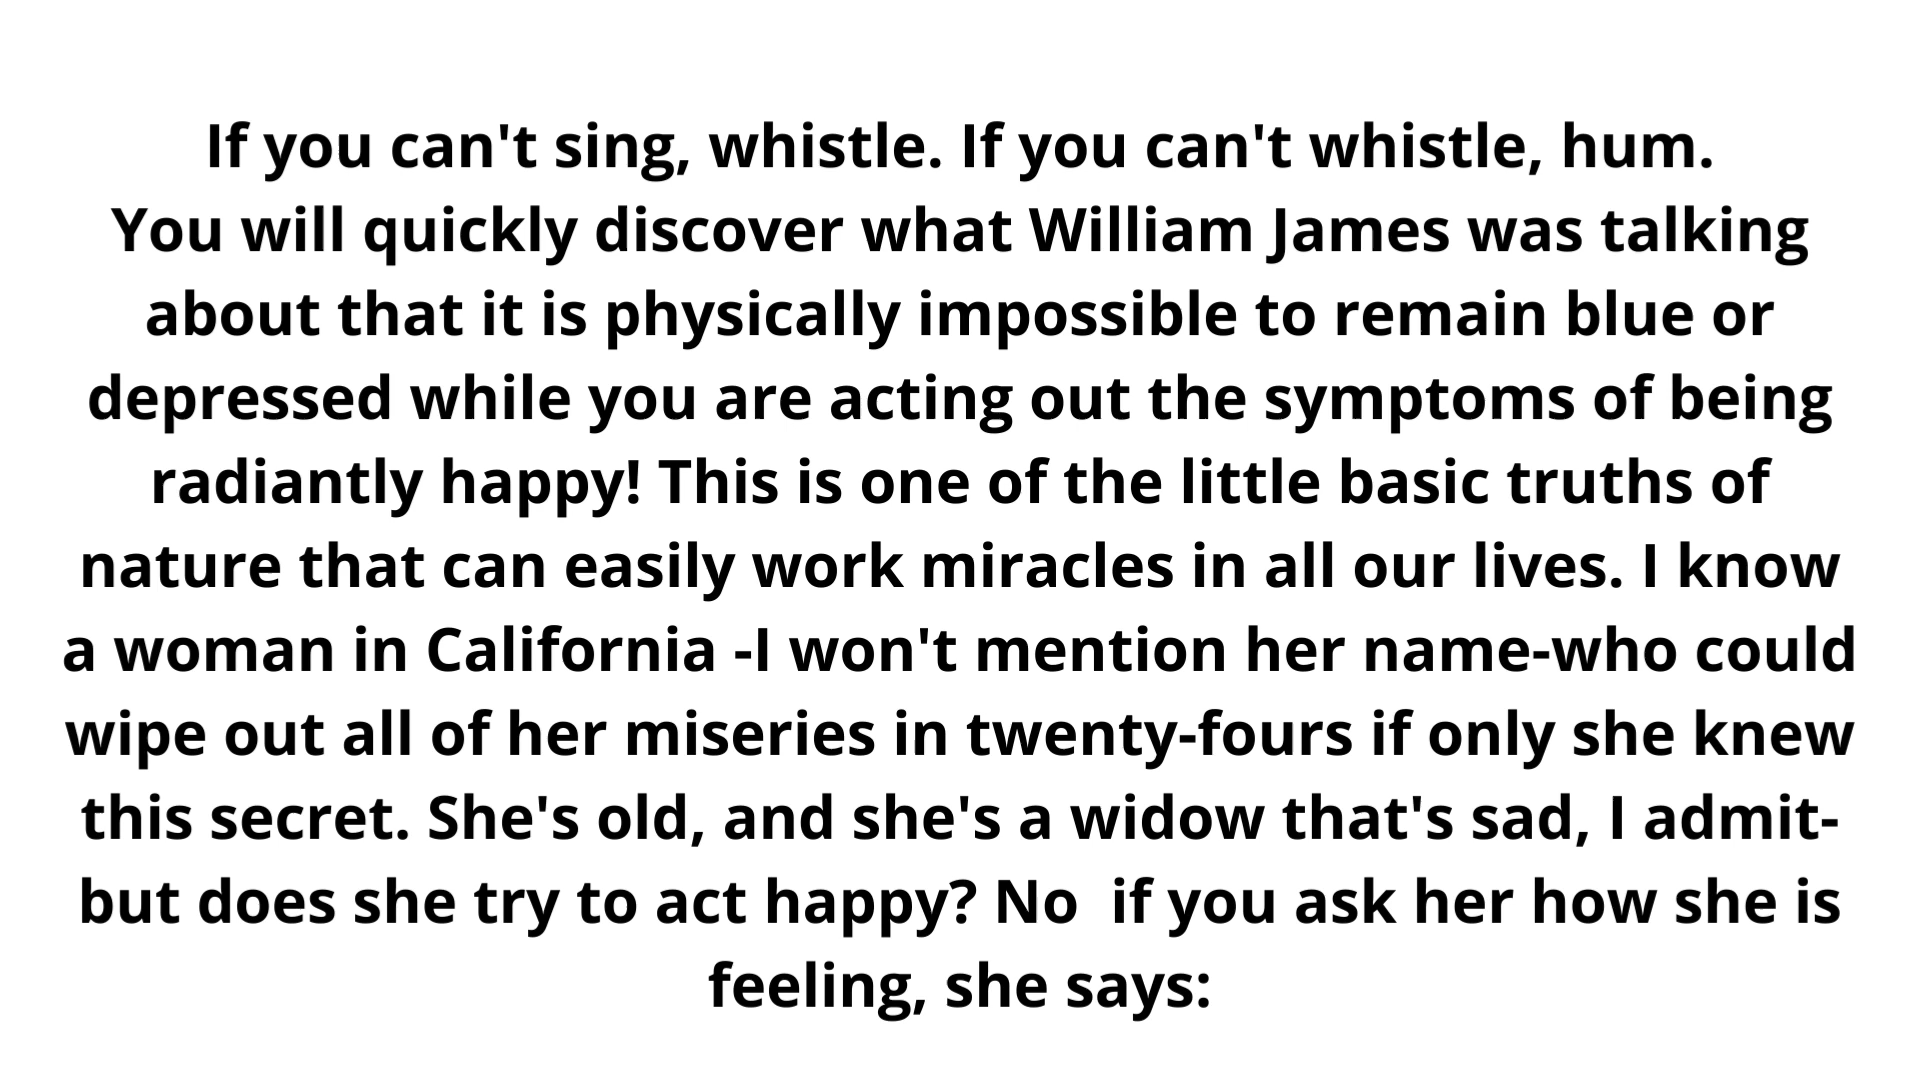 If you can't sing, whistle. If you can't whistle, hum.
You will quickly discover what William James was talking
about that it is physically impossible to remain blue or
depressed while you are acting out the symptoms of being
radiantly happy! This is one of the little basic truths of
nature that can easily work miracles in all our lives. I know
a woman in California -I won't mention her name-who could
wipe out all of her miseries in twenty-fours if only she knew
this secret. She's old, and she's a widow that's sad, I admit-
but does she try to act happy? No  if you ask her how she is
feeling, she says: